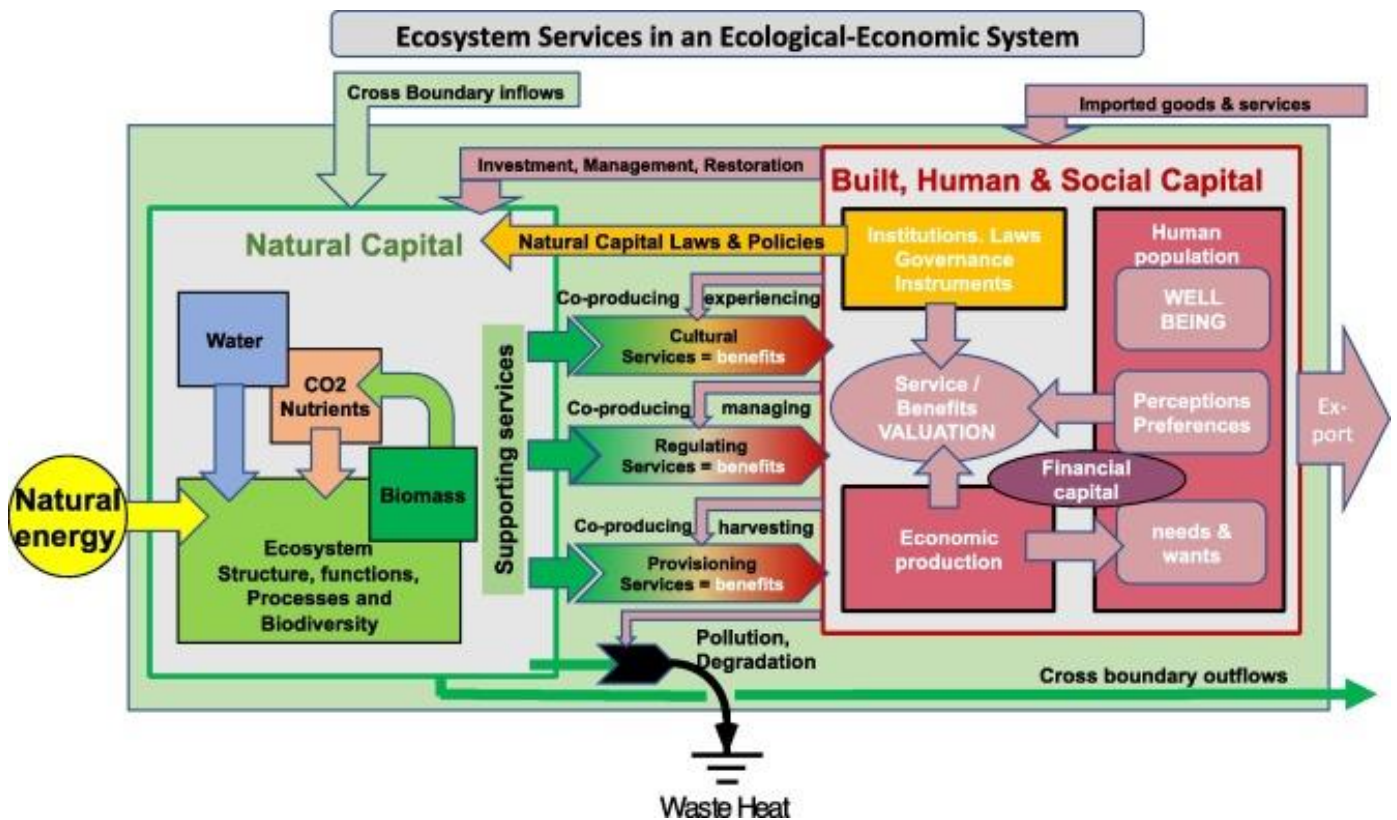 Ecosystem Services in an Ecological-Economic System
Cross Boundary inflows
Imported goods & services
Investment, Management, Restoration
Built, Human & Social Capital
Natural Capital
Natural Capital Laws & Policies
Institutions. Laws
Governance
Instruments
Human
population
WELL
BEING
Co-producing experiencing
Cultural
Services = benefits
Water
CO2
Nutrients
Supporting services
Service /
Benefits
VALUATION
Perceptions
Preferences
Ex-
port
Co-producing managing
Regulating
Services = benefits
Biomass
Financial
capital
Natural
energy
Co-producing harvesting
Provisioning
Services = benefits
Economic
production
needs &
wants
Ecosystem
Structure, functions,
Processes and
Biodiversity
Pollution,
Degradation
Cross boundary outflows
Waste Heat